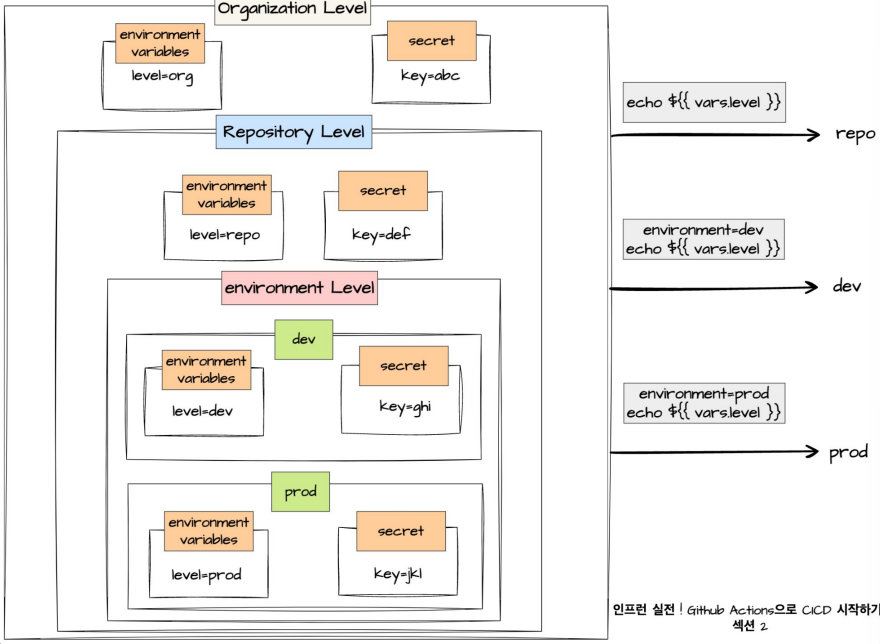 Organization Level
environment
variables
level=org
secret
key=abc
Repository Level
environment
variables
level=repo
secret
key=def
environment Level
dev
environment
variables
level=dev
secret
key=ghi
prod
environment
variables
level=prod
secret
key=jkl
echo ${{ vars.level }}
repo
environment=dev
echo ${{ vars.level }}
dev
environment=prod
echo ${{ vars.level }}
prod
인프런 실전 ! Github Actions으로 CICD 시작하기
섹션 2